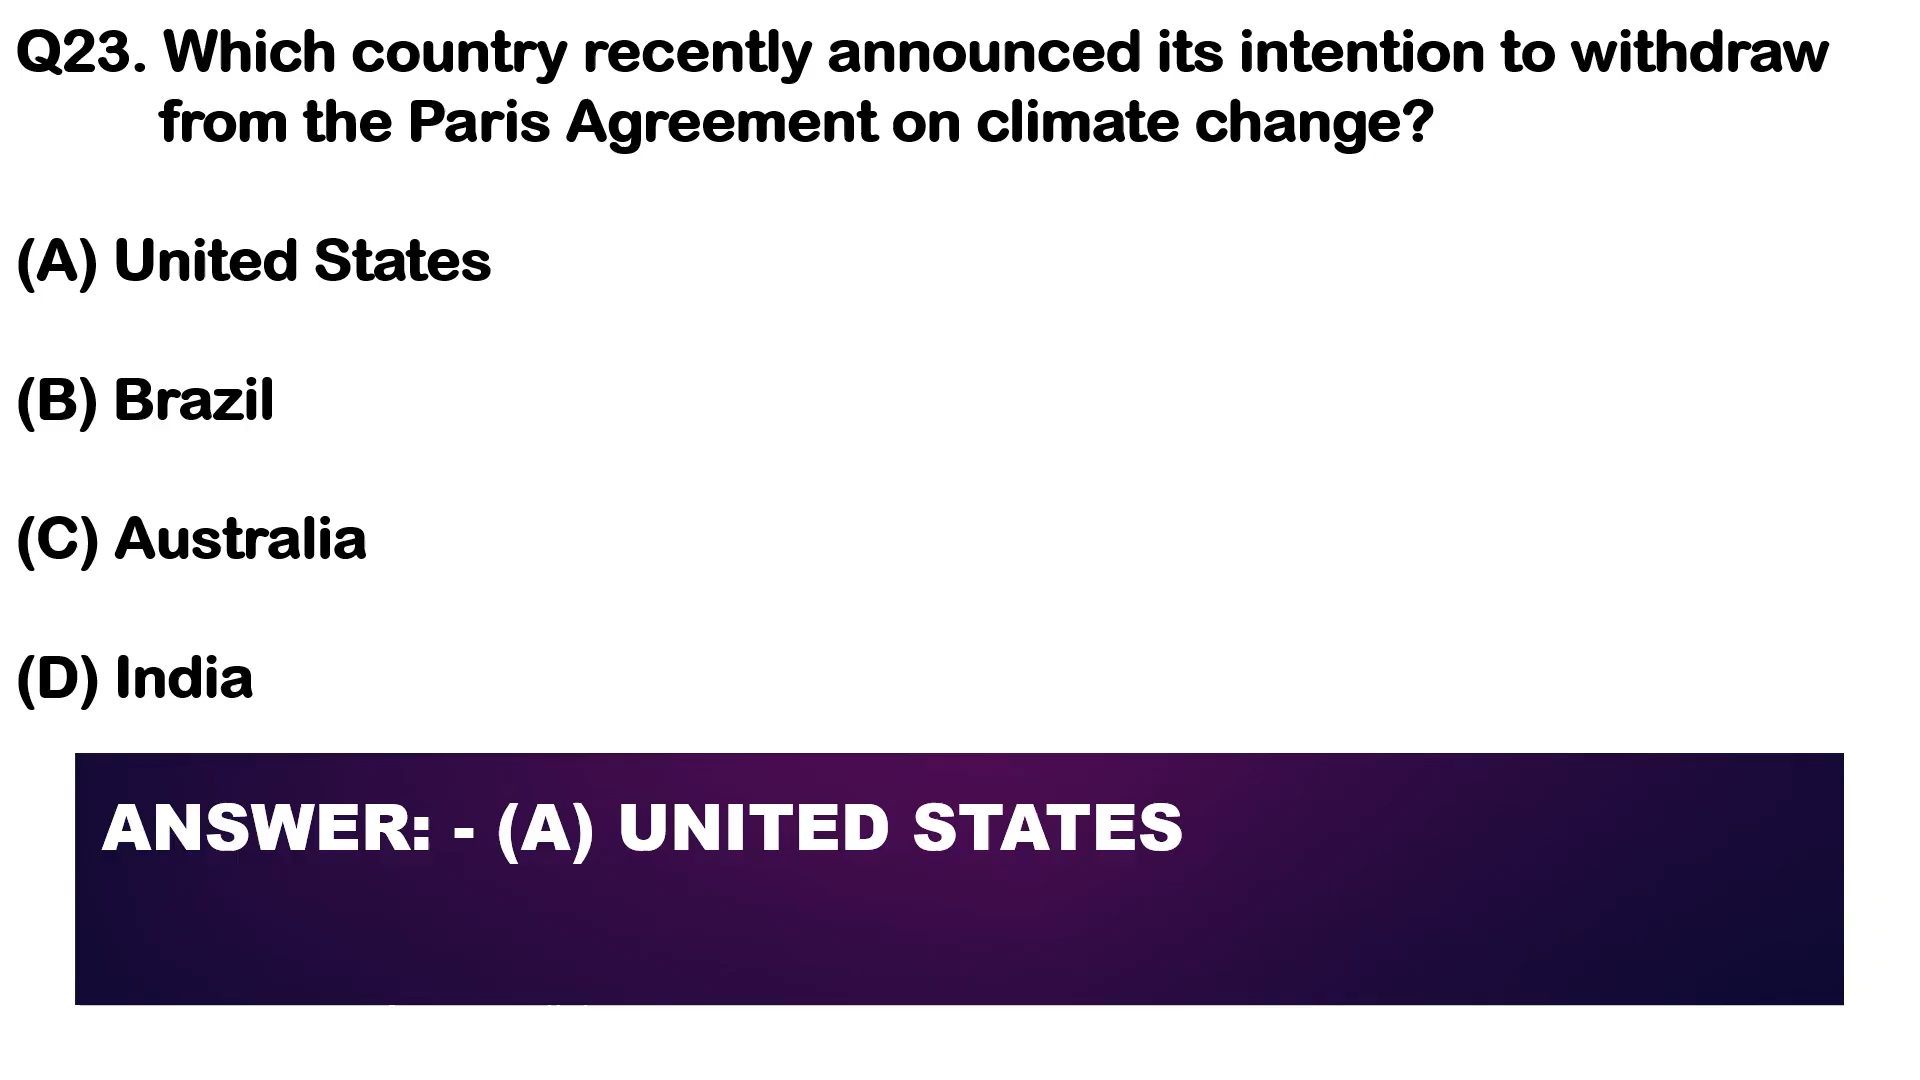 Q23. Which country recently announced its intention to withdraw
from the Paris Agreement on climate change?
(A) United States
(B) Brazil
(C) Australia
(D) India
ANSWER: - (A) UNITED STATES